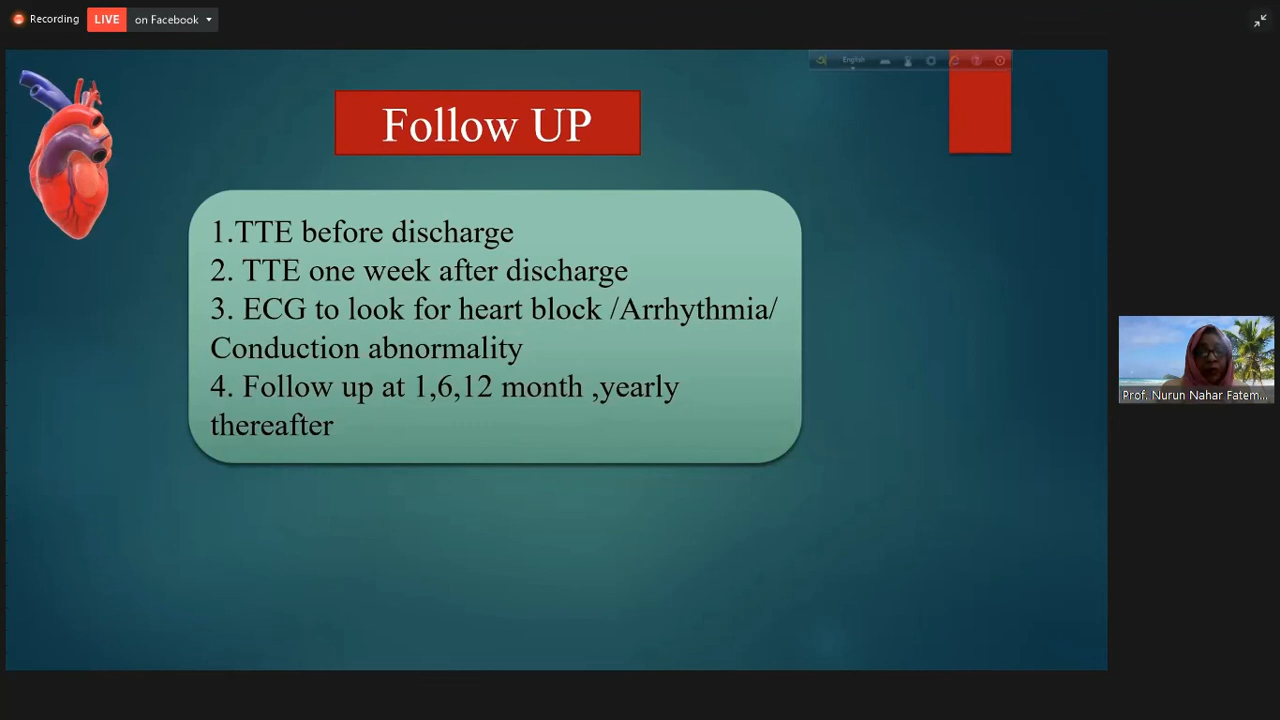 Recording
LIVE on Facebook
English
Follow UP
1.TTE before discharge
2. TTE one week after discharge
3. ECG to look for heart block /Arrhythmia/
Conduction abnormality
4. Follow up at 1,6,12 month ,yearly
thereafter
Prof. Nurun Nahar Fatem...